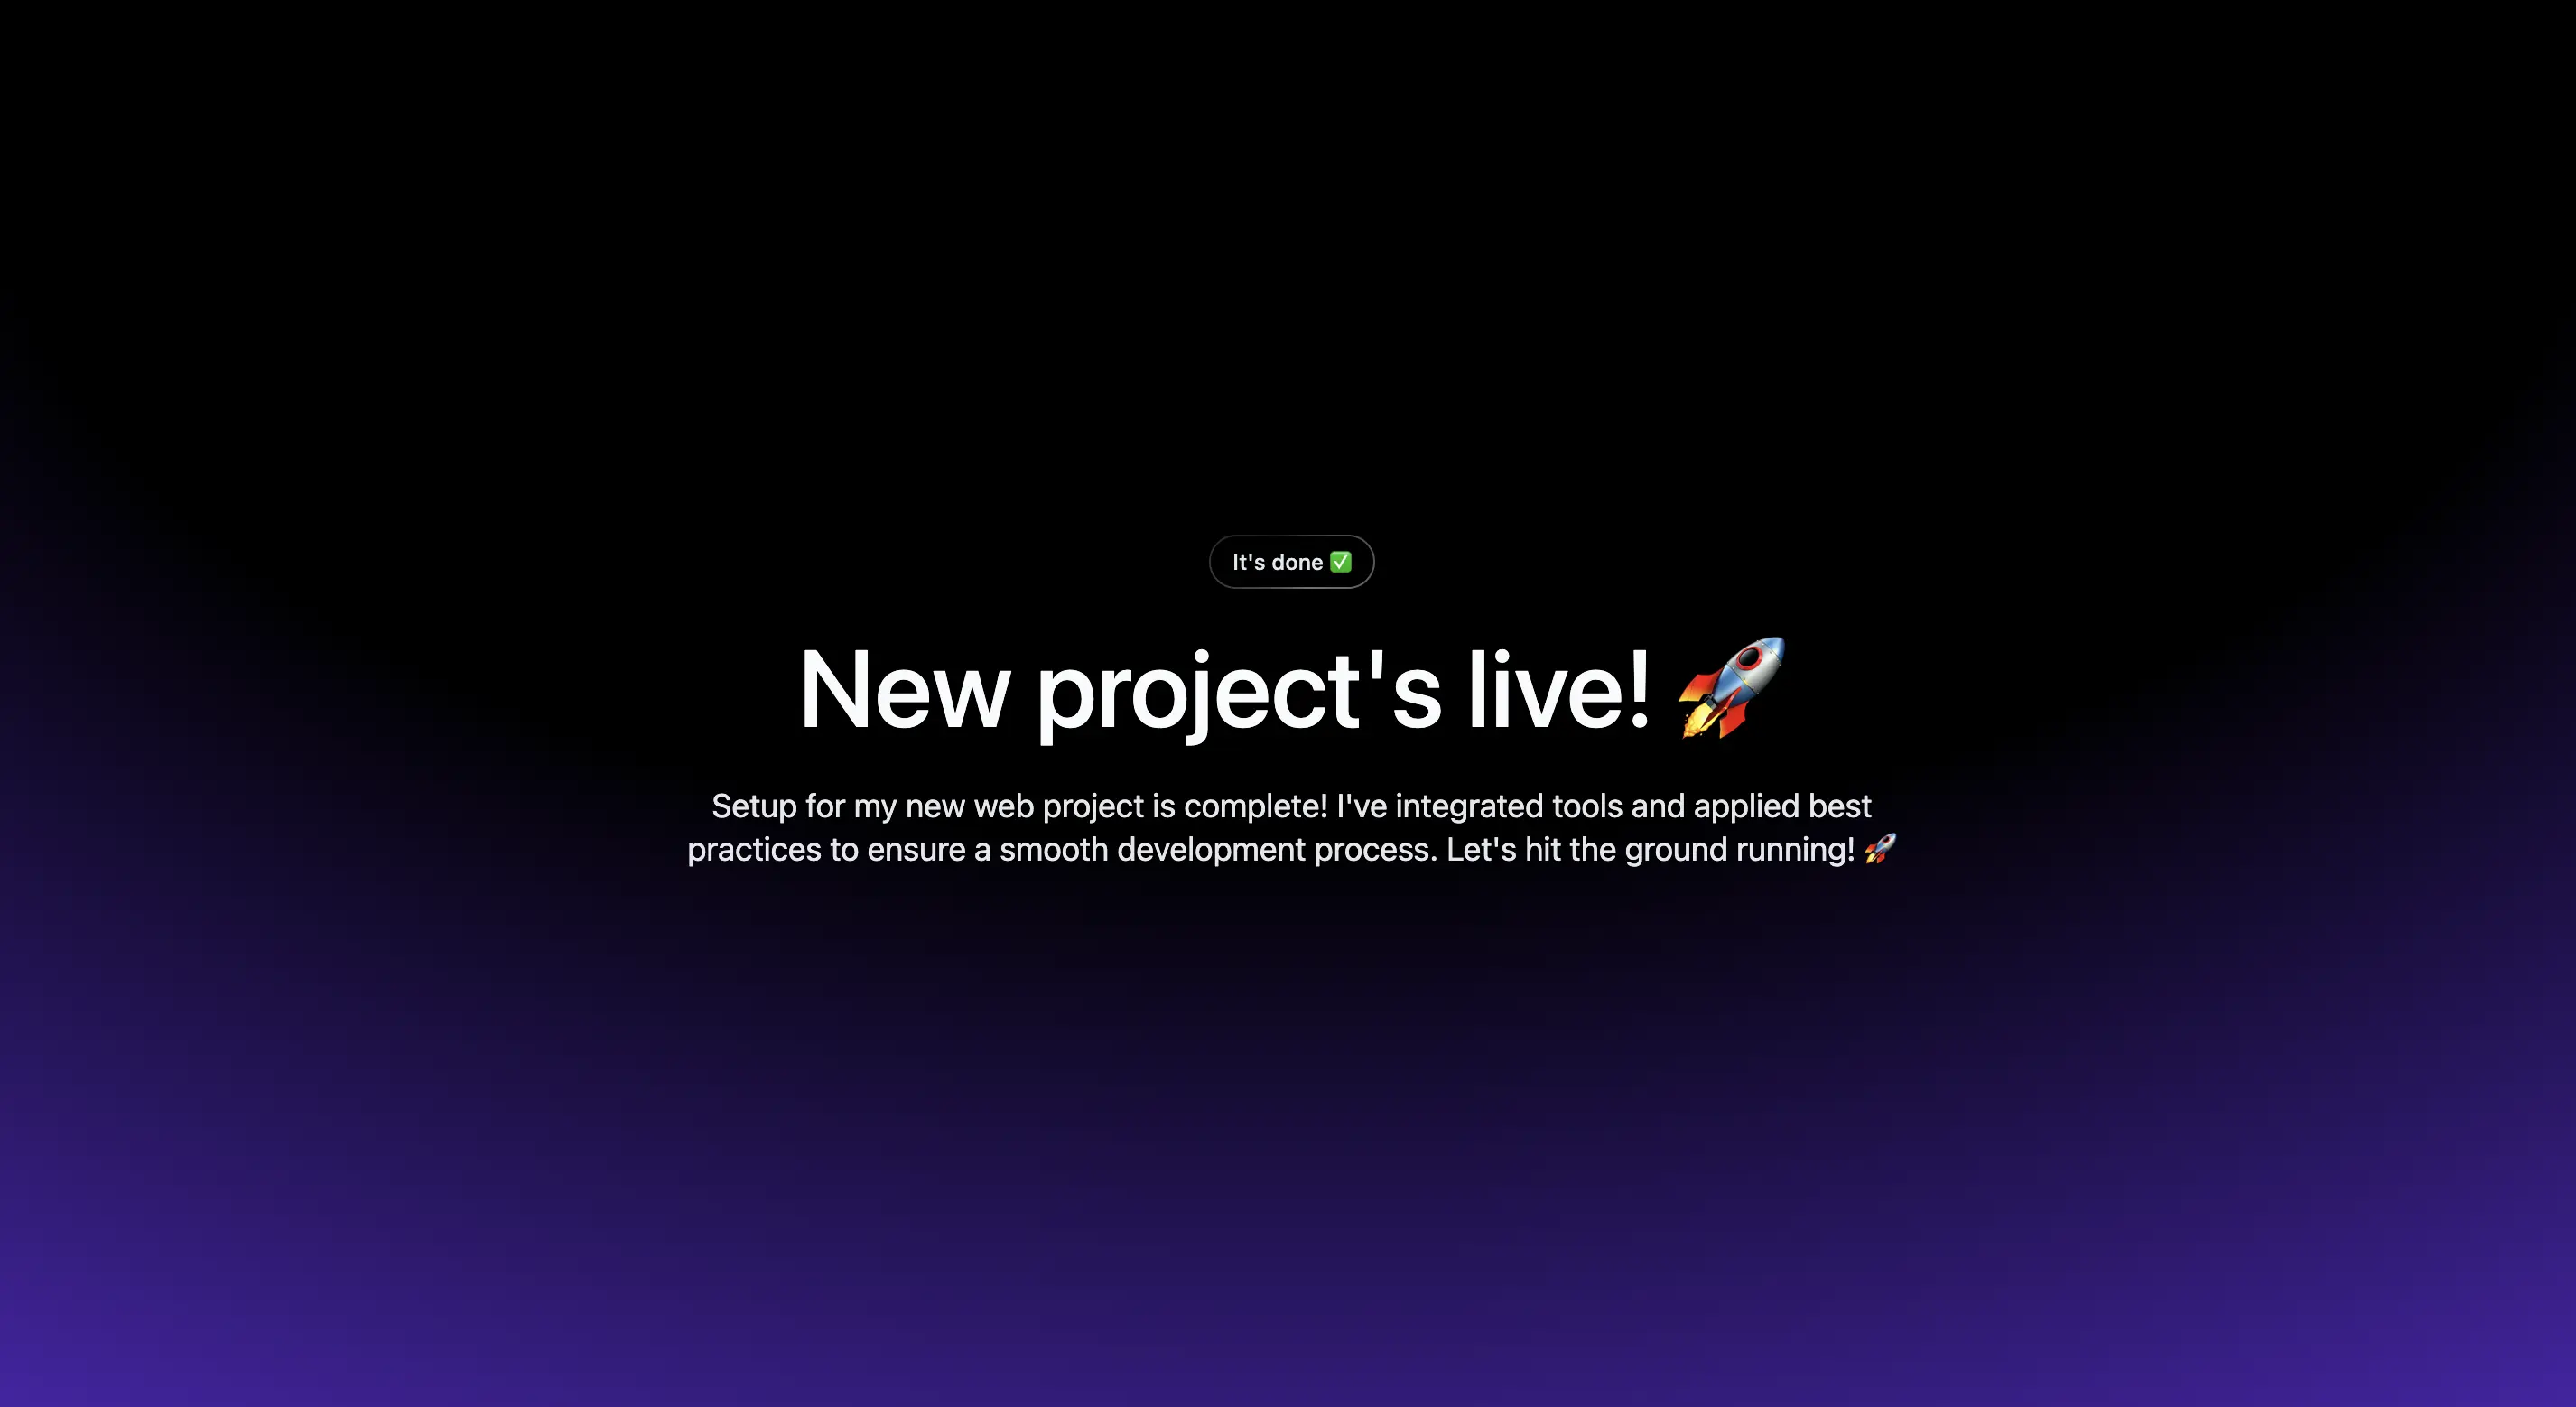 It's done ✅
New project's live! 🚀
Setup for my new web project is complete! I've integrated tools and applied best
practices to ensure a smooth development process. Let's hit the ground running! 🚀